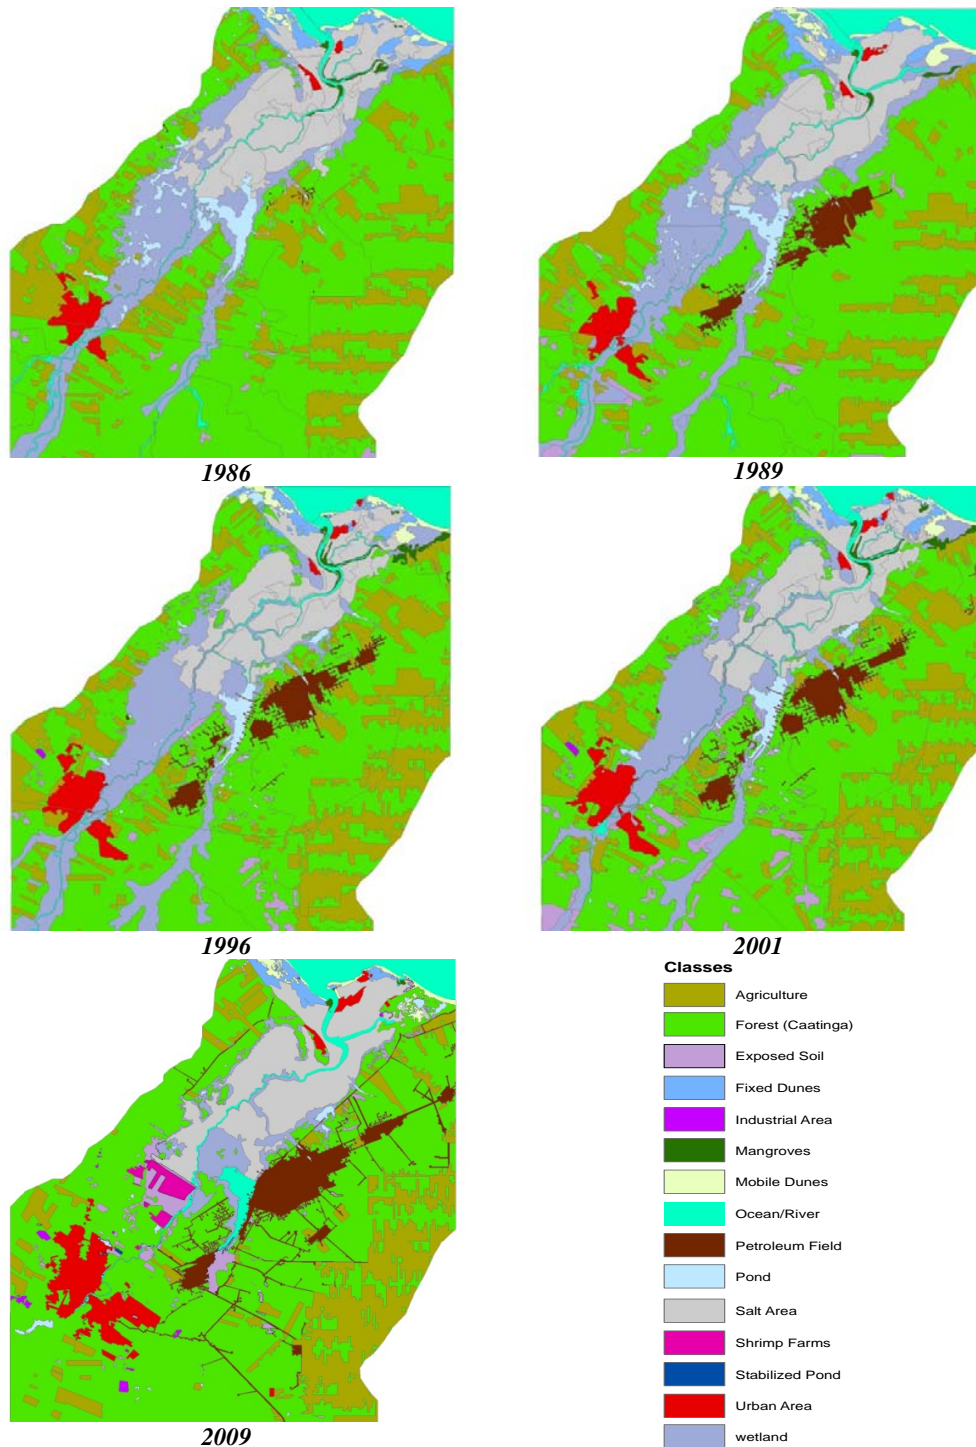 1986
1989
1996
2001
2009
Classes
Agriculture
Forest (Caatinga)
Exposed Soil
Fixed Dunes
Industrial Area
Mangroves
Mobile Dunes
Ocean/River
Petroleum Field
Pond
Salt Area
Shrimp Farms
Stabilized Pond
Urban Area
wetland